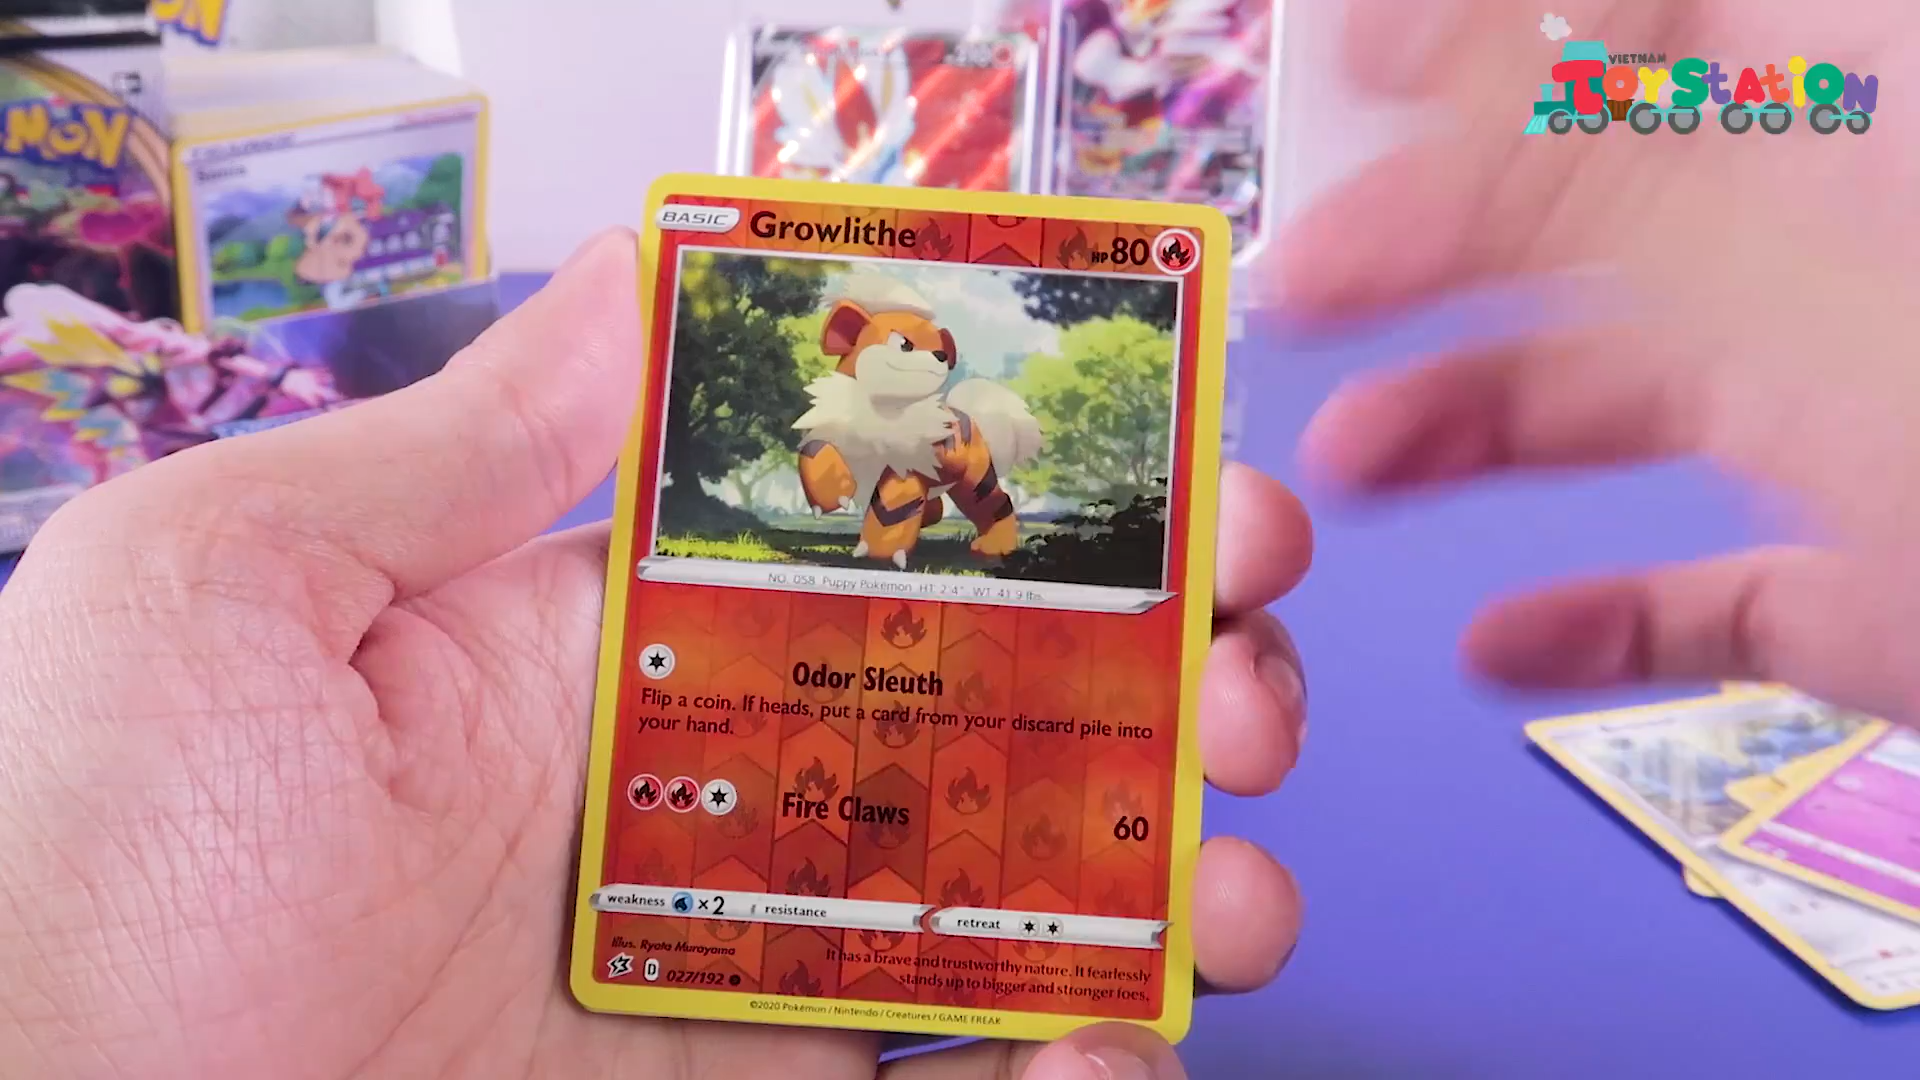 VIETNAM
TOYStATiON
MON
BASIC Growlithe HP 80
NO. 058 Puppy Pokémon HT: 2'4" WT: 41.9 lbs.
Odor Sleuth
Flip a coin. If heads, put a card from your discard pile into
your hand.
Fire Claws 60
weakness ×2 resistance retreat
Illus. Ryota Murayama
D 027/192
It has a brave and trustworthy nature. It fearlessly
stands up to bigger and stronger foes.
©2020 Pokémon / Nintendo / Creatures / GAME FREAK